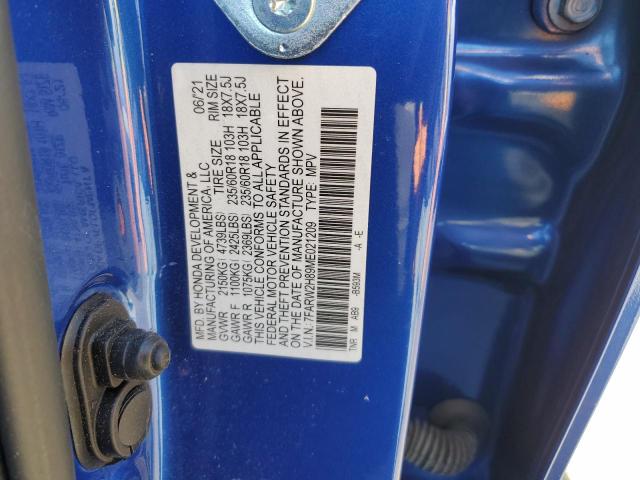 MFD. BY HONDA DEVELOPMENT & 06/21
MANUFACTURING OF AMERICA, LLC
TIRE SIZE RIM SIZE
GVWR 2150KG( 4739LBS)
GAWR F 1100KG( 2425LBS) 235/60R18 103H 18X7.5J
GAWR R 1075KG( 2369LBS) 235/60R18 103H 18X7.5J
THIS VEHICLE CONFORMS TO ALL APPLICABLE
FEDERAL MOTOR VEHICLE SAFETY
AND THEFT PREVENTION STANDARDS IN EFFECT
ON THE DATE OF MANUFACTURE SHOWN ABOVE.
V.I.N.: 7FARW2H89ME021209 TYPE: MPV
TNR M AB9 -B593M -A -E